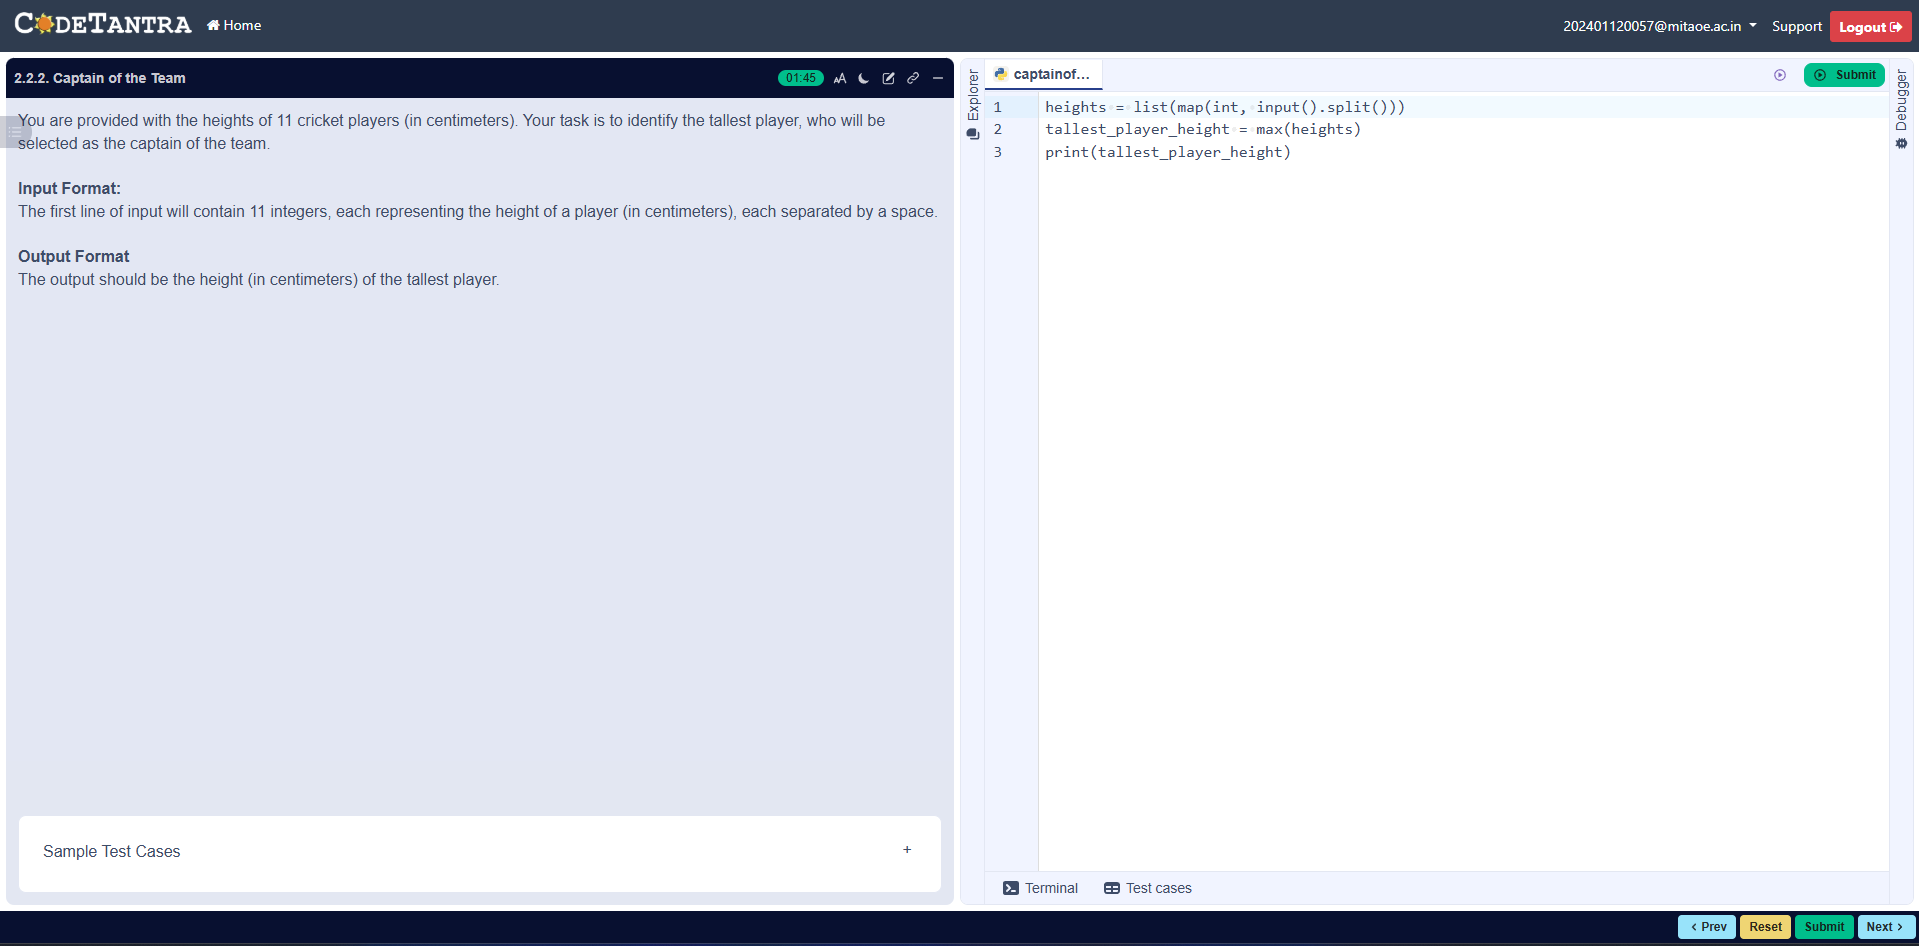 CODETANTRA
Home
202401120057@mitaoe.ac.in
Support
Logout
2.2.2. Captain of the Team
01:45
AA
You are provided with the heights of 11 cricket players (in centimeters). Your task is to identify the tallest player, who will be
selected as the captain of the team.
Input Format:
The first line of input will contain 11 integers, each representing the height of a player (in centimeters), each separated by a space.
Output Format
The output should be the height (in centimeters) of the tallest player.
Sample Test Cases
+
Explorer
captainof...
Submit
Debugger
1 heights = list(map(int, input().split()))
2 tallest_player_height = max(heights)
3 print(tallest_player_height)
Terminal
Test cases
< Prev
Reset
Submit
Next >